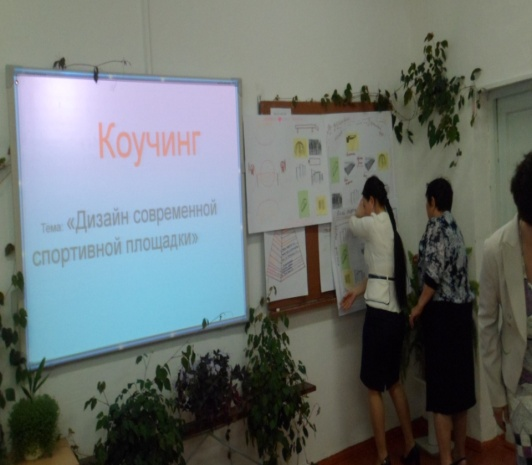 Коучинг
Тема: «Дизайн современной
спортивной площадки»